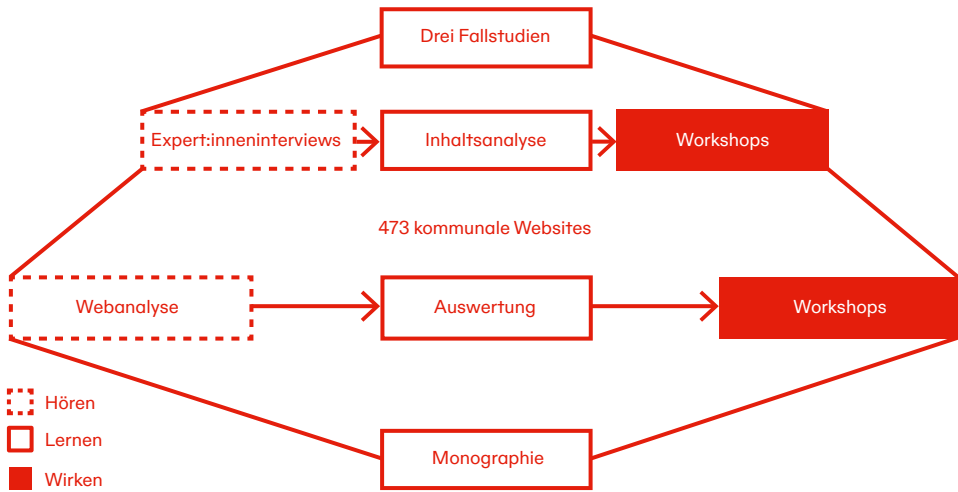 Drei Fallstudien
Expert:inneninterviews
Inhaltsanalyse
Workshops
473 kommunale Websites
Webanalyse
Auswertung
Workshops
Hören
Lernen
Wirken
Monographie